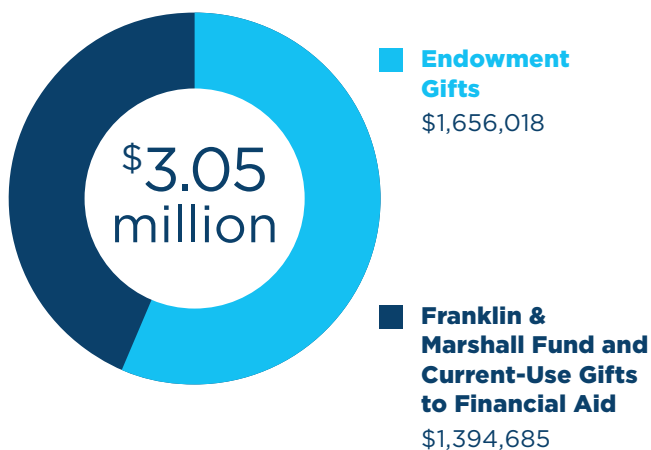 $3.05
million
Endowment
Gifts
$1,656,018
Franklin &
Marshall Fund and
Current-Use Gifts
to Financial Aid
$1,394,685